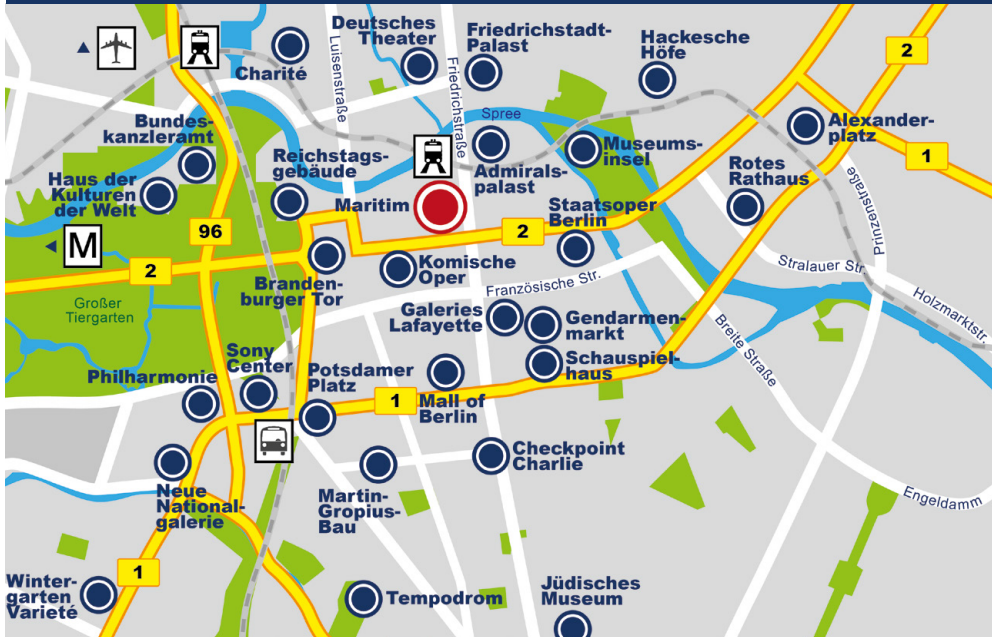 Deutsches
Theater
Friedrichstadt-
Palast
Hackesche
Höfe
2
Charité
Luisenstraße
Friedrichstraße
Spree
Bundes-
kanzleramt
Reichstags-
gebäude
Admirals-
palast
Museums-
insel
Alexander-
platz
1
Rotes
Rathaus
Prinzenstraße
Haus der
Kulturen
der Welt
Maritim
Staatsoper
Berlin
96
2
M
2
Branden-
burger Tor
Komische
Oper
Französische Str.
Stralauer Str.
Holzmarktstr.
Großer
Tiergarten
Galeries
Lafayette
Gendarmen-
markt
Breite Straße
Sony
Center
Philharmonie
Potsdamer
Platz
Schauspiel-
haus
1
Mall of
Berlin
Checkpoint
Charlie
Neue
National-
galerie
Martin-
Gropius-
Bau
Engeldamm
1
Winter-
garten
Varieté
Tempodrom
Jüdisches
Museum